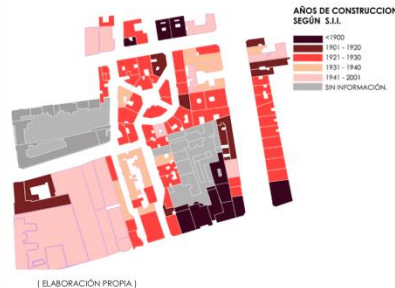 AÑOS DE CONSTRUCCION
SEGÚN S.I.I.
<1900
1901 - 1920
1921 - 1930
1931 - 1940
1941 - 2001
SIN INFORMACIÓN.
[ ELABORACIÓN PROPIA ]